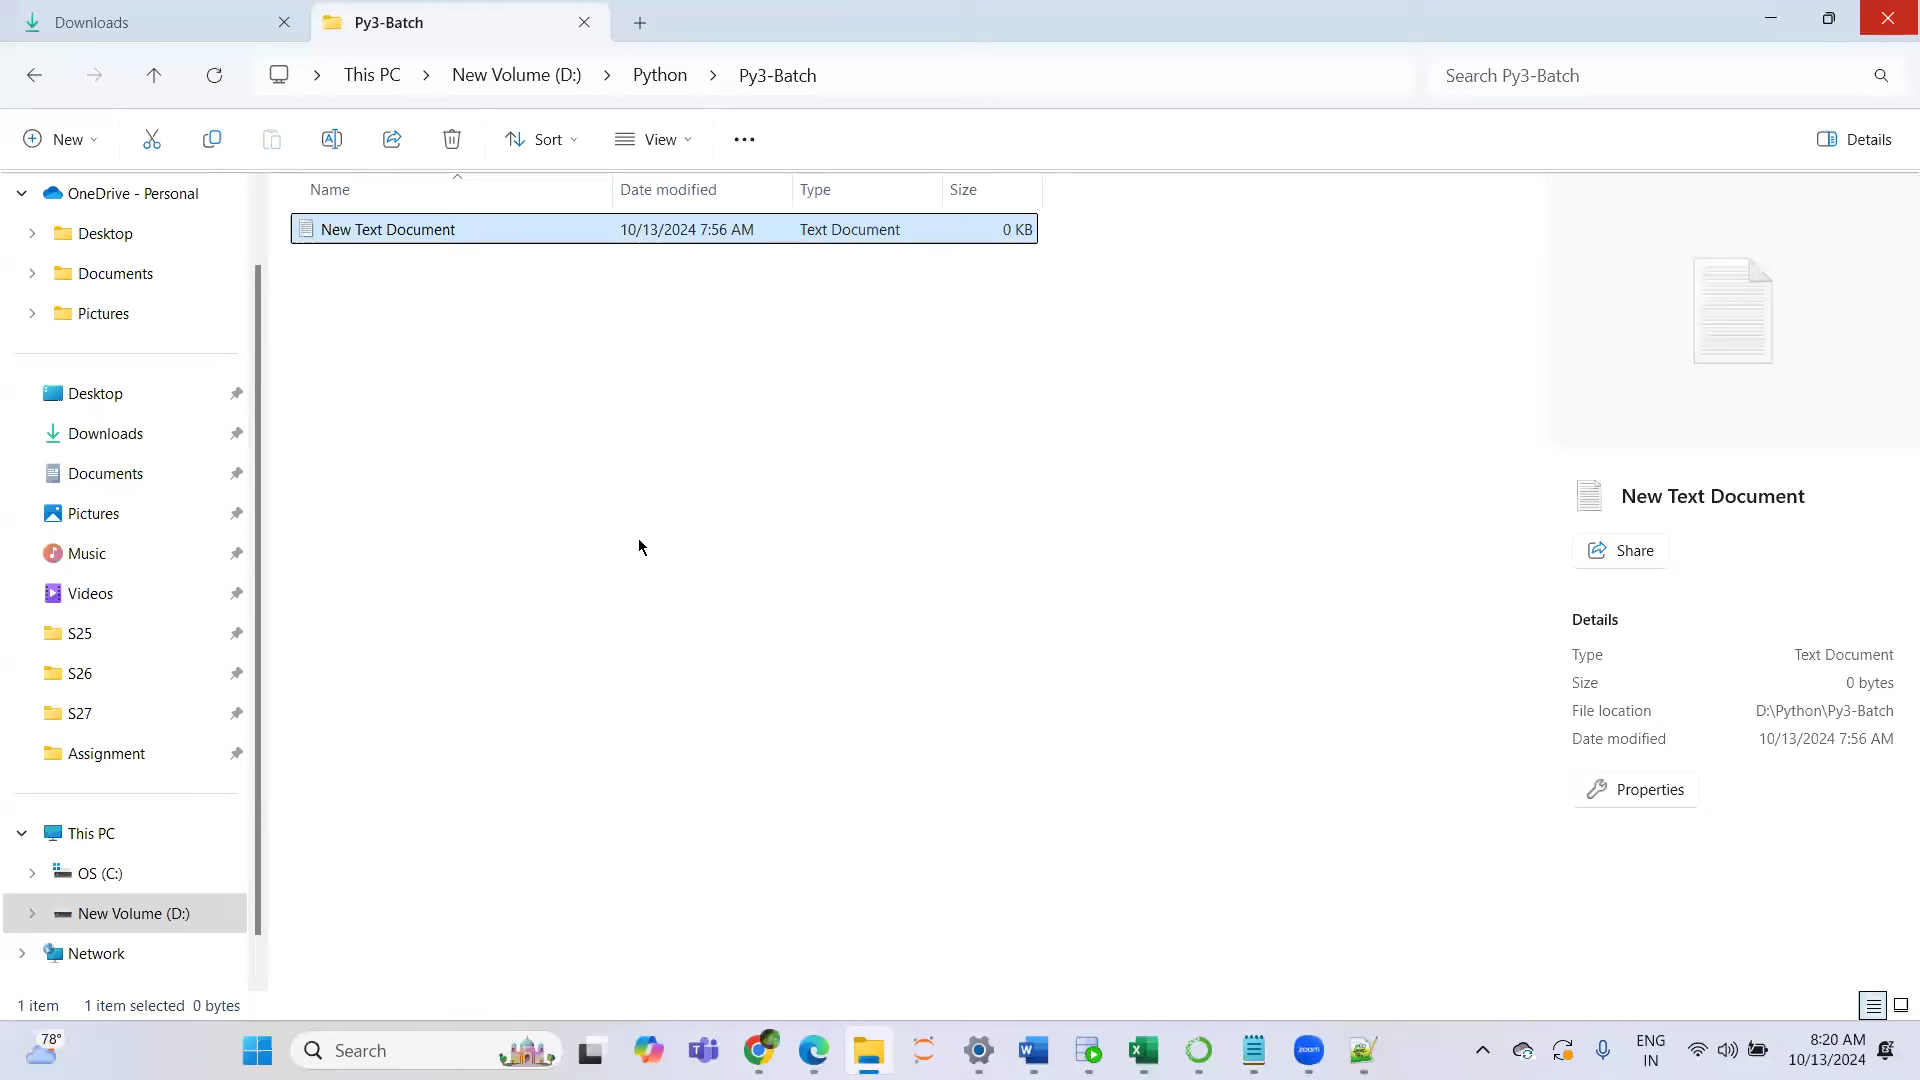 Downloads
Py3-Batch
This PC
New Volume (D:)
Python
Py3-Batch
Search Py3-Batch
New
Sort
View
Details
OneDrive - Personal
Desktop
Documents
Pictures
Desktop
Downloads
Documents
Pictures
Music
Videos
S25
S26
S27
Assignment
This PC
OS (C:)
New Volume (D:)
Network
Name
Date modified
Type
Size
New Text Document 10/13/2024 7:56 AM Text Document 0 KB
New Text Document
Share
Details
Type Text Document
Size 0 bytes
File location D:\Python\Py3-Batch
Date modified 10/13/2024 7:56 AM
Properties
1 item 1 item selected 0 bytes
78°
Search
zoom
ENG
IN
8:20 AM
10/13/2024